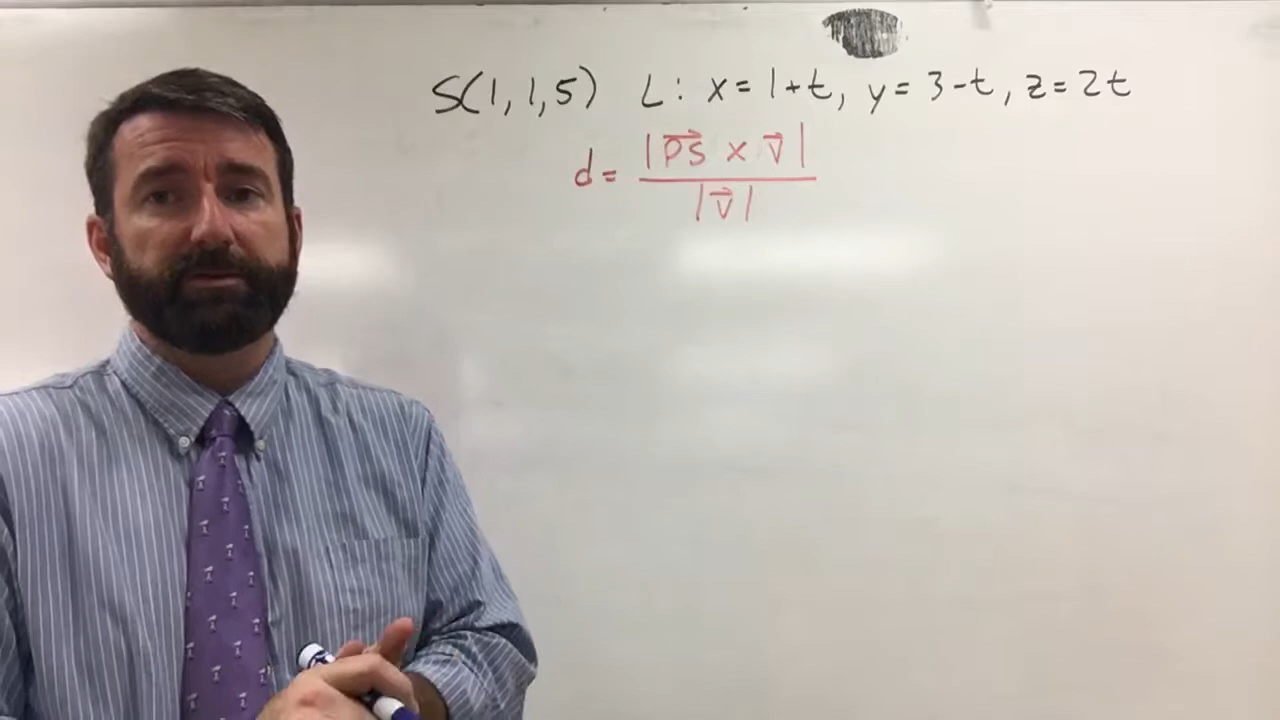 S(1,1,5) L: x=1+t, y=3-t, z=2t
d= |PS x v|
|v|